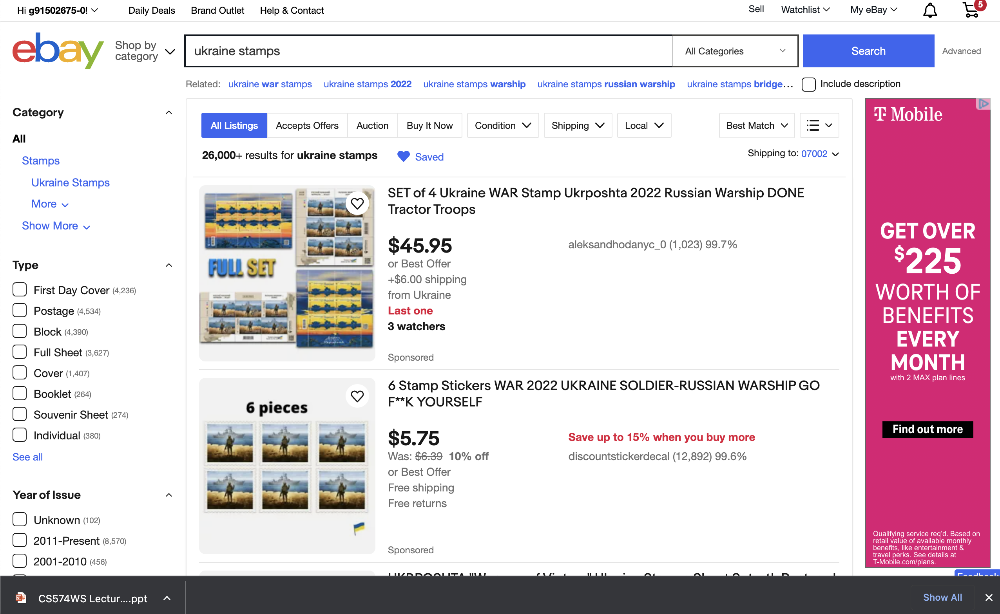 Hi g91502675-0!
Daily Deals
Brand Outlet
Help & Contact
Sell
Watchlist
My eBay
5
ebay
Shop by
category
ukraine stamps
All Categories
Search
Advanced
Related: ukraine war stamps ukraine stamps 2022 ukraine stamps warship ukraine stamps russian warship ukraine stamps bridge...
Include description
Category
All
Stamps
Ukraine Stamps
More
Show More
Type
First Day Cover (4,236)
Postage (4,534)
Block (4,390)
Full Sheet (3,627)
Cover (1,407)
Booklet (264)
Souvenir Sheet (274)
Individual (380)
See all
Year of Issue
Unknown (102)
2011-Present (8,570)
2001-2010 (456)
All Listings
Accepts Offers
Auction
Buy It Now
Condition
Shipping
Local
Best Match
26,000+ results for ukraine stamps
Saved
Shipping to: 07002
FULL SET
SET of 4 Ukraine WAR Stamp Ukrposhta 2022 Russian Warship DONE
Tractor Troops
$45.95
or Best Offer
+$6.00 shipping
from Ukraine
Last one
3 watchers
aleksandhodanyc_0 (1,023) 99.7%
Sponsored
6 pieces
6 Stamp Stickers WAR 2022 UKRAINE SOLDIER-RUSSIAN WARSHIP GO
F**K YOURSELF
$5.75
Was: $6.39 10% off
or Best Offer
Free shipping
Free returns
Save up to 15% when you buy more
discountstickerdecal (12,892) 99.6%
Sponsored
T Mobile
GET OVER
$225
WORTH OF
BENEFITS
EVERY
MONTH
with 2 MAX plan lines
Find out more
Qualifying service req'd. Based on
retail value of available monthly
benefits, like entertainment &
travel perks. See details at
T-Mobile.com/plans.
Feedback
CS574WS Lectur....ppt
Show All